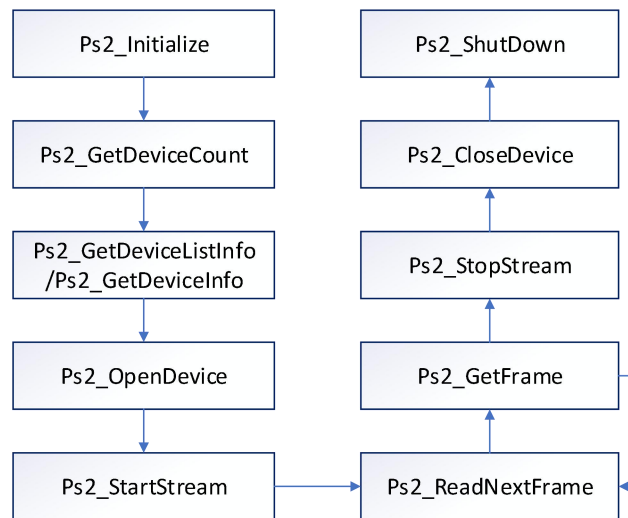 Ps2_Initialize
Ps2_GetDeviceCount
Ps2_GetDeviceListInfo
/Ps2_GetDeviceInfo
Ps2_OpenDevice
Ps2_StartStream
Ps2_ShutDown
Ps2_CloseDevice
Ps2_StopStream
Ps2_GetFrame
Ps2_ReadNextFrame